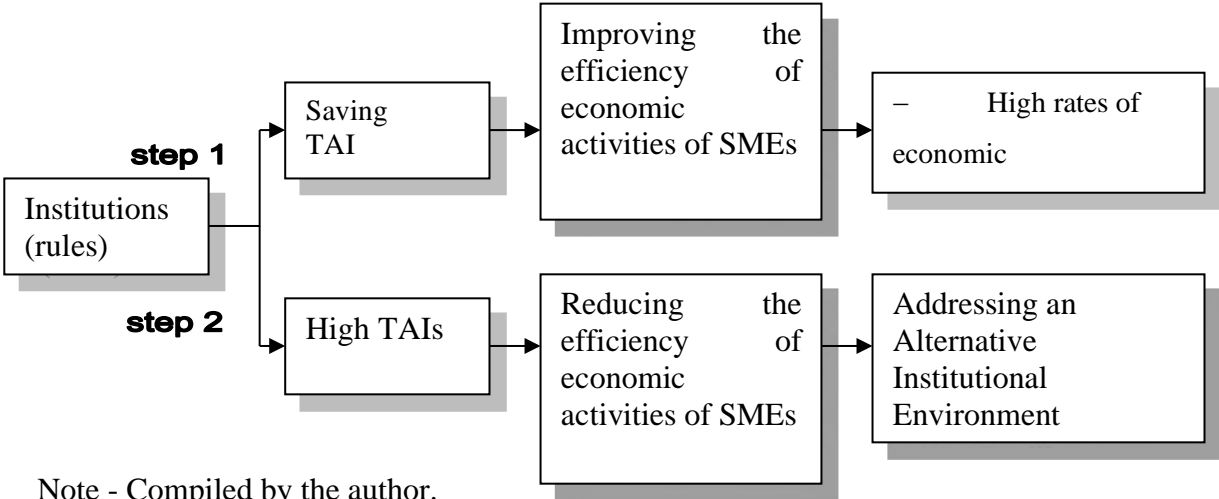 step 1
Institutions
(rules)
step 2
Saving
TAI
Improving the
efficiency of
economic
activities of SMEs
– High rates of
economic
High TAIs
Reducing the
efficiency of
economic
activities of SMEs
Addressing an
Alternative
Institutional
Environment
Note - Compiled by the author.